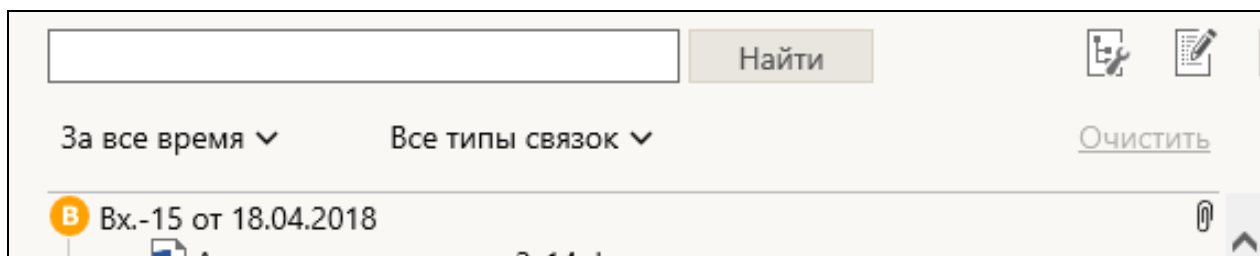 Найти
За все время Все типы связок Очистить
В Вх.-15 от 18.04.2018